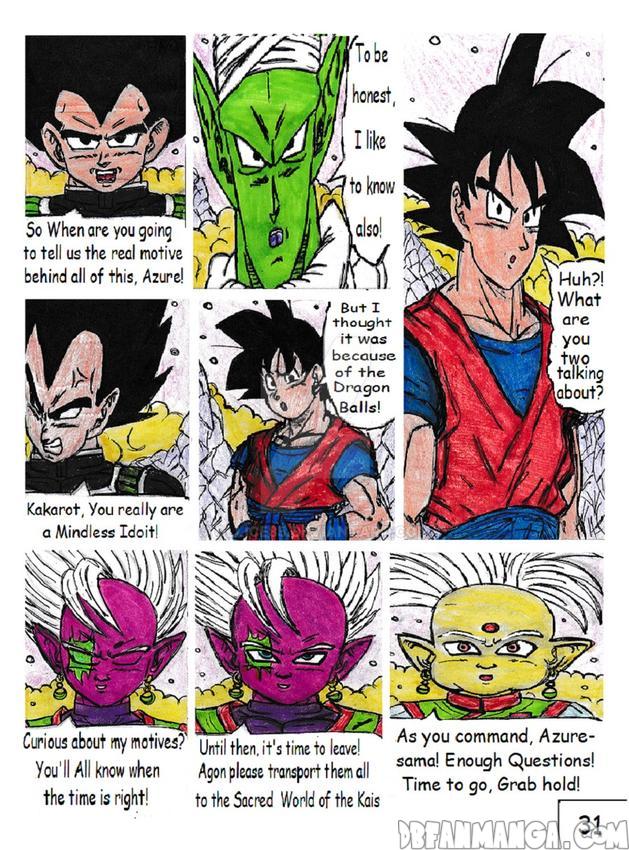 So When are you going
to tell us the real motive
behind all of this, Azure!
To be
honest,
I like
to know
also!
Huh?!
What
are
you
two
talking
about?
Kakarot, You really are
a Mindless Idoit!
But I
thought
it was
because
of the
Dragon
Balls!
Curious about my motives?
You'll All know when
the time is right!
Until then, it's time to leave!
Agon please transport them all
to the Sacred World of the Kais
As you command, Azure-
sama! Enough Questions!
Time to go, Grab hold!
31
DBFANMANGA.COM